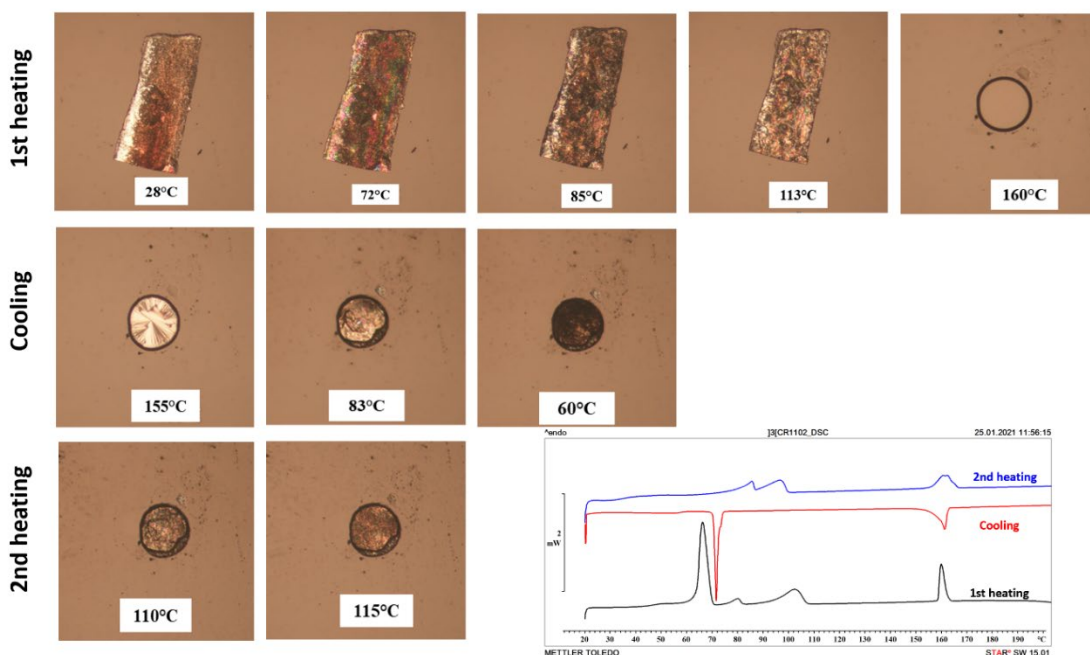 1st heating
28°C
72°C
85°C
113°C
160°C
Cooling
155°C
83°C
60°C
2nd heating
110°C
115°C
^endo
]3[CR1102_DSC
25.01.2021 11:56:15
2nd heating
Cooling
2
mW
1st heating
20 30 40 50 60 70 80 90 100 110 120 130 140 150 160 170 180 190 °C
METTLER TOLEDO
STARe SW 15.01